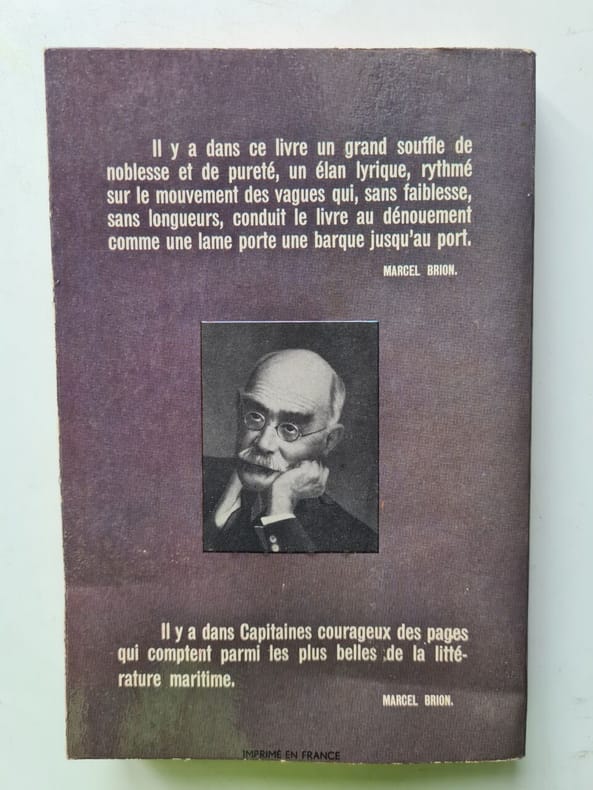 Il y a dans ce livre un grand souffle de
noblesse et de pureté, un élan lyrique, rythmé
sur le mouvement des vagues qui, sans faiblesse,
sans longueurs, conduit le livre au dénouement
comme une lame porte une barque jusqu'au port.
MARCEL BRION.
Il y a dans Capitaines courageux des pages
qui comptent parmi les plus belles de la litté-
rature maritime.
MARCEL BRION.
IMPRIMÉ EN FRANCE